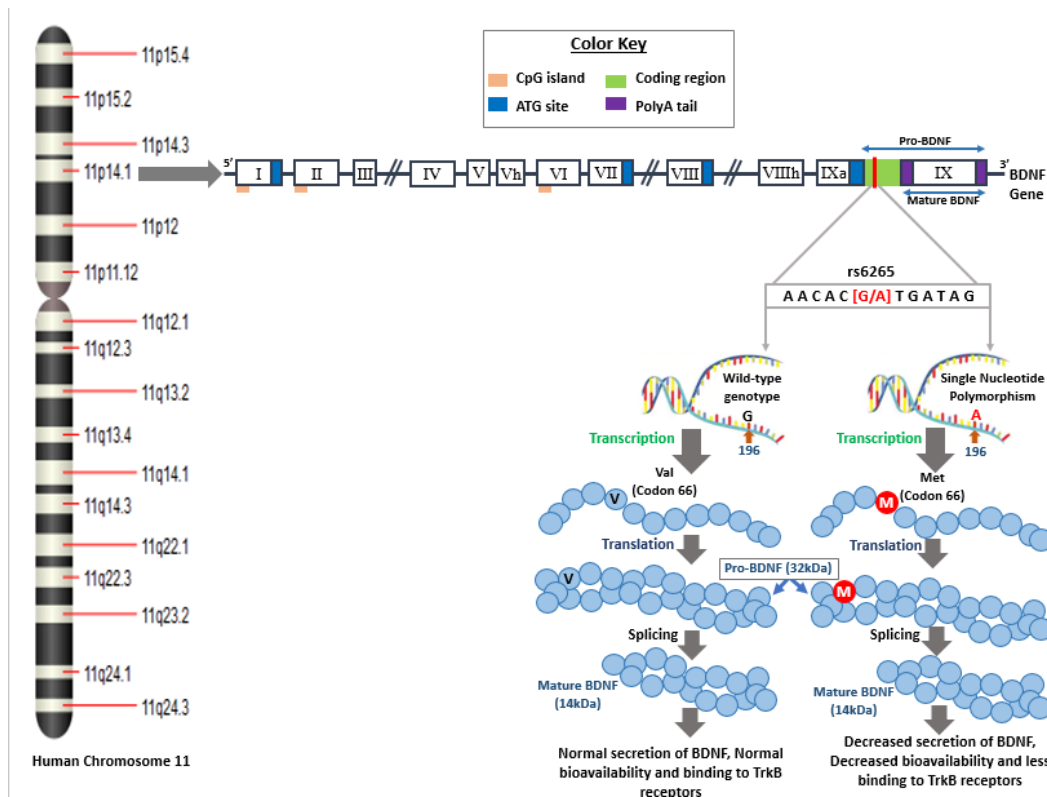 Color Key
CpG island
Coding region
ATG site
PolyA tail
11p15.4
11p15.2
11p14.3
11p14.1
11p12
11p11.12
11q12.1
11q12.3
11q13.2
11q13.4
11q14.1
11q14.3
11q22.1
11q22.3
11q23.2
11q24.1
11q24.3
Human Chromosome 11
Pro-BDNF
5'
I
II
III
IV
V
Vh
VI
VII
VIII
VIIIh
IXa
IX
3'
BDNF
Gene
Mature BDNF
rs6265
A A C A C [G/A] T G A T A G
Wild-type
genotype
G
196
Transcription
Val
(Codon 66)
V
Translation
Pro-BDNF (32kDa)
V
Splicing
Mature BDNF
(14kDa)
Normal secretion of BDNF, Normal
bioavailability and binding to TrkB
receptors
Single Nucleotide
Polymorphism
A
196
Transcription
Met
(Codon 66)
M
Translation
M
Splicing
Mature BDNF
(14kDa)
Decreased secretion of BDNF,
Decreased bioavailability and less
binding to TrkB receptors